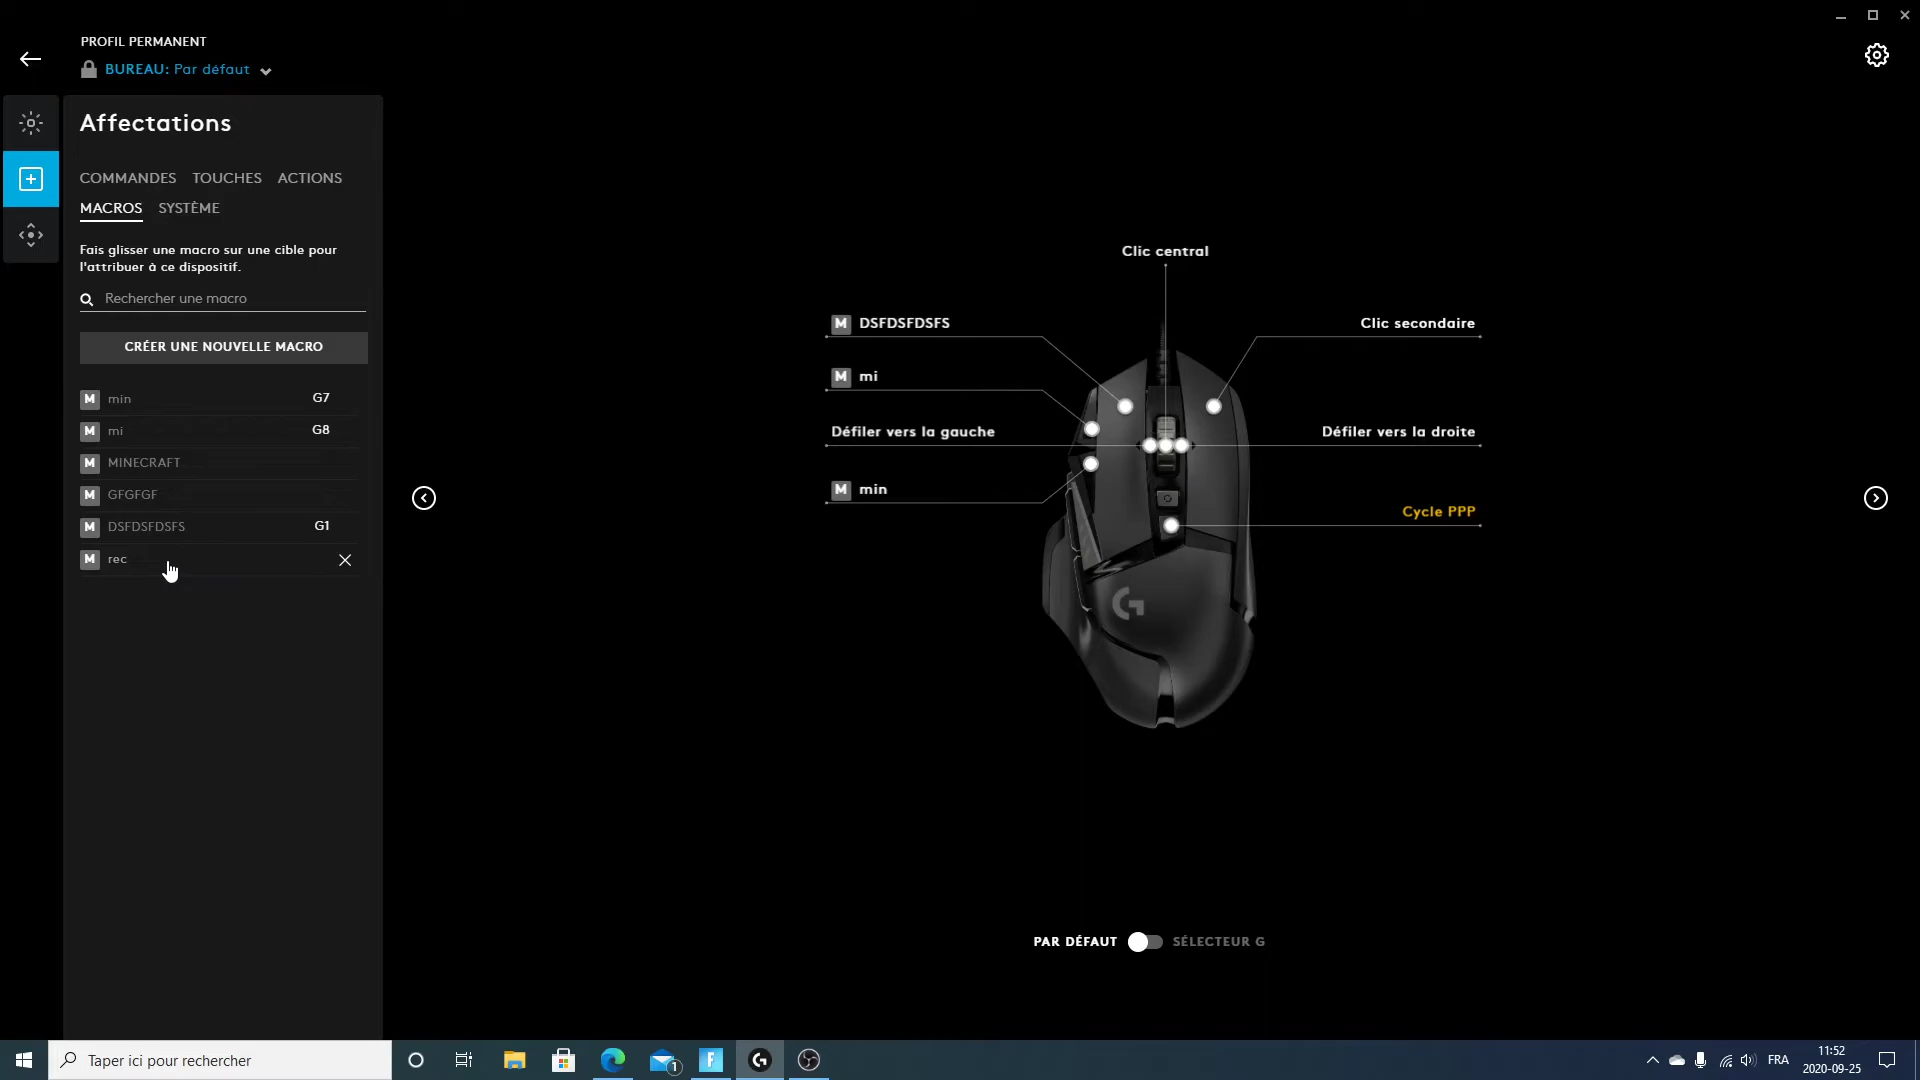 PROFIL PERMANENT
BUREAU: Par défaut
Affectations
COMMANDES TOUCHES ACTIONS
MACROS SYSTÈME
Fais glisser une macro sur une cible pour
l'attribuer à ce dispositif.
Rechercher une macro
CRÉER UNE NOUVELLE MACRO
M min G7
M mi G8
M MINECRAFT
M GFGFGF
M DSFDSFDSFS G1
M rec
Clic central
M DSFDSFDSFS
Clic secondaire
M mi
Défiler vers la gauche
Défiler vers la droite
M min
Cycle PPP
PAR DÉFAUT SÉLECTEUR G
Taper ici pour rechercher
1
FRA
11:52
2020-09-25